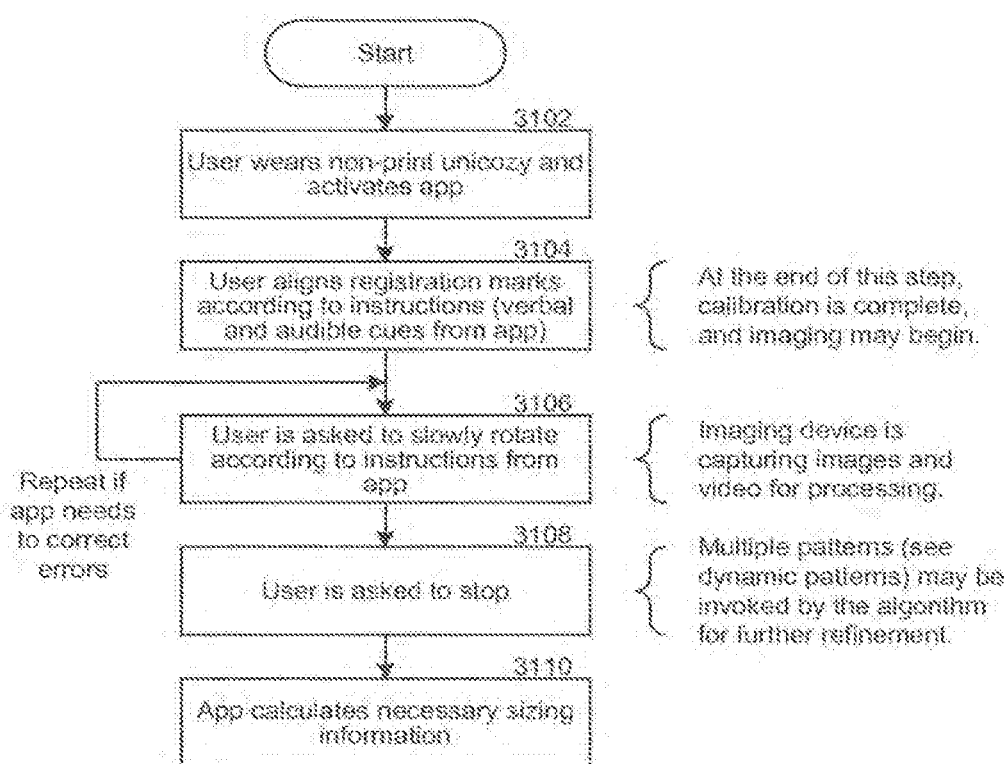 Start
3102
User wears non-print unicozy and
activates app
3104
User aligns registration marks
according to instructions (verbal
and audible cues from app)
At the end of this step,
calibration is complete,
and imaging may begin.
3106
User is asked to slowly rotate
according to instructions from
app
Imaging device is
capturing images and
video for processing.
Repeat if
app needs
to correct
errors
3108
User is asked to stop
Multiple patterns (see
dynamic patterns) may be
invoked by the algorithm
for further refinement.
3110
App calculates necessary sizing
information